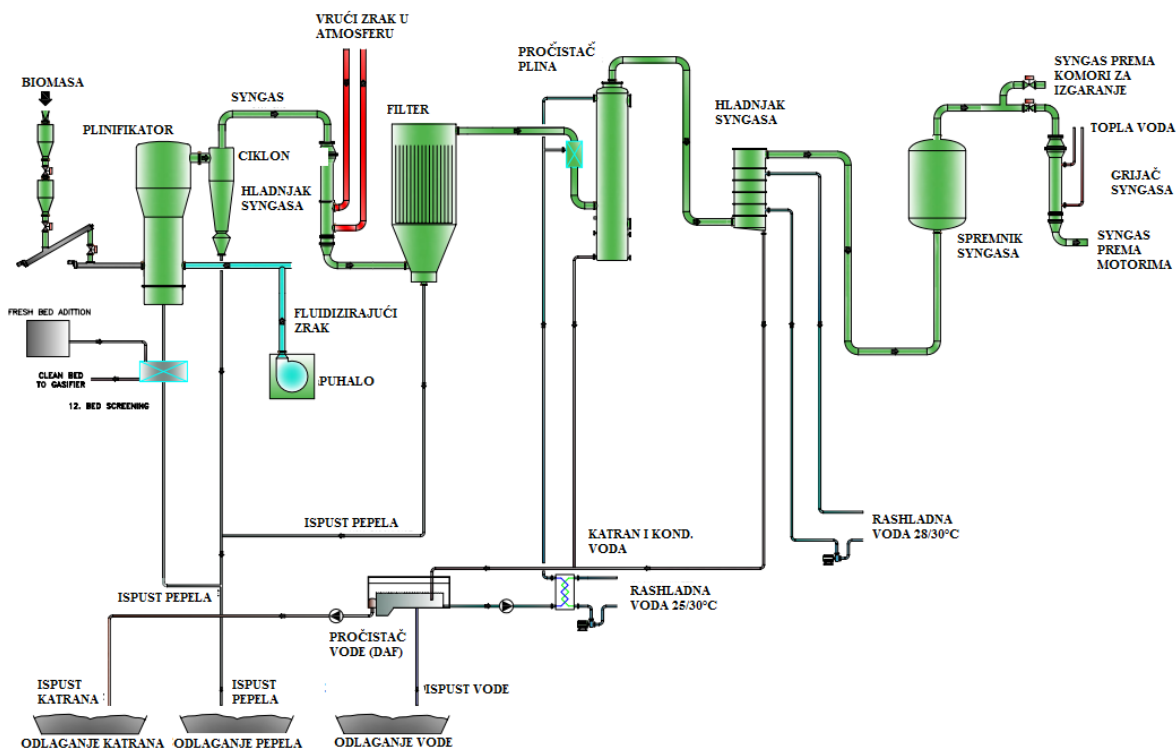 VRUĆI ZRAK U
ATMOSFERU
PROČISTAČ
PLINA
SYNGAS PREMA
KOMORI ZA
IZGARANJE
BIOMASA
SYNGAS
FILTER
HLADNJAK
SYNGASA
PLINIFIKATOR
CIKLON
TOPLA VODA
HLADNJAK
SYNGASA
GRIJAČ
SYNGASA
SPREMNIK
SYNGASA
SYNGAS
PREMA
MOTORIMA
FRESH BED ADITION
FLUIDIZIRAJUĆI
ZRAK
CLEAN BED
TO GASIFIER
PUHALO
12. BED SCREENING
ISPUST PEPELA
KATRAN I KOND.
VODA
RASHLADNA
VODA 28/30°C
ISPUST PEPELA
RASHLADNA
VODA 25/30°C
PROČISTAČ
VODE (DAF)
ISPUST
KATRANA
ISPUST
PEPELA
ISPUST VODE
ODLAGANJE KATRANA
ODLAGANJE PEPELA
ODLAGANJE VODE